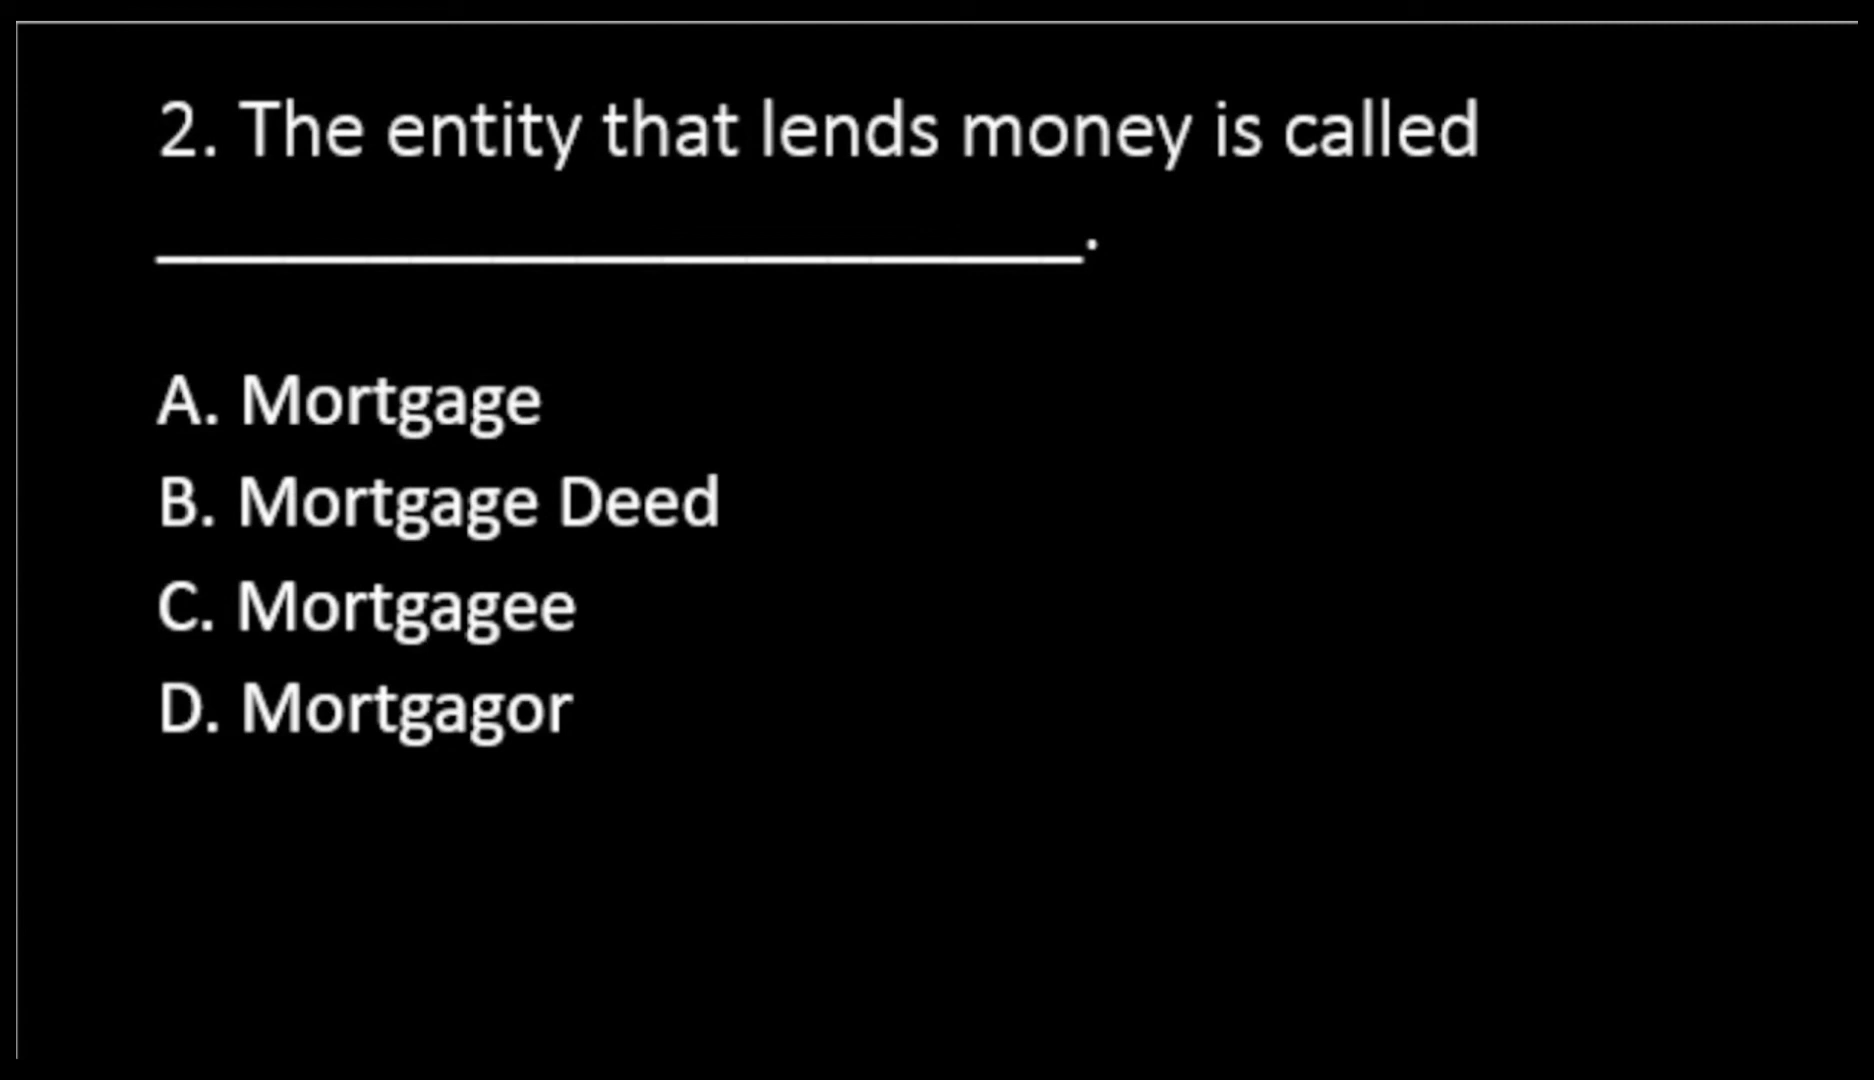 2. The entity that lends money is called
______________________________.
A. Mortgage
B. Mortgage Deed
C. Mortgagee
D. Mortgagor